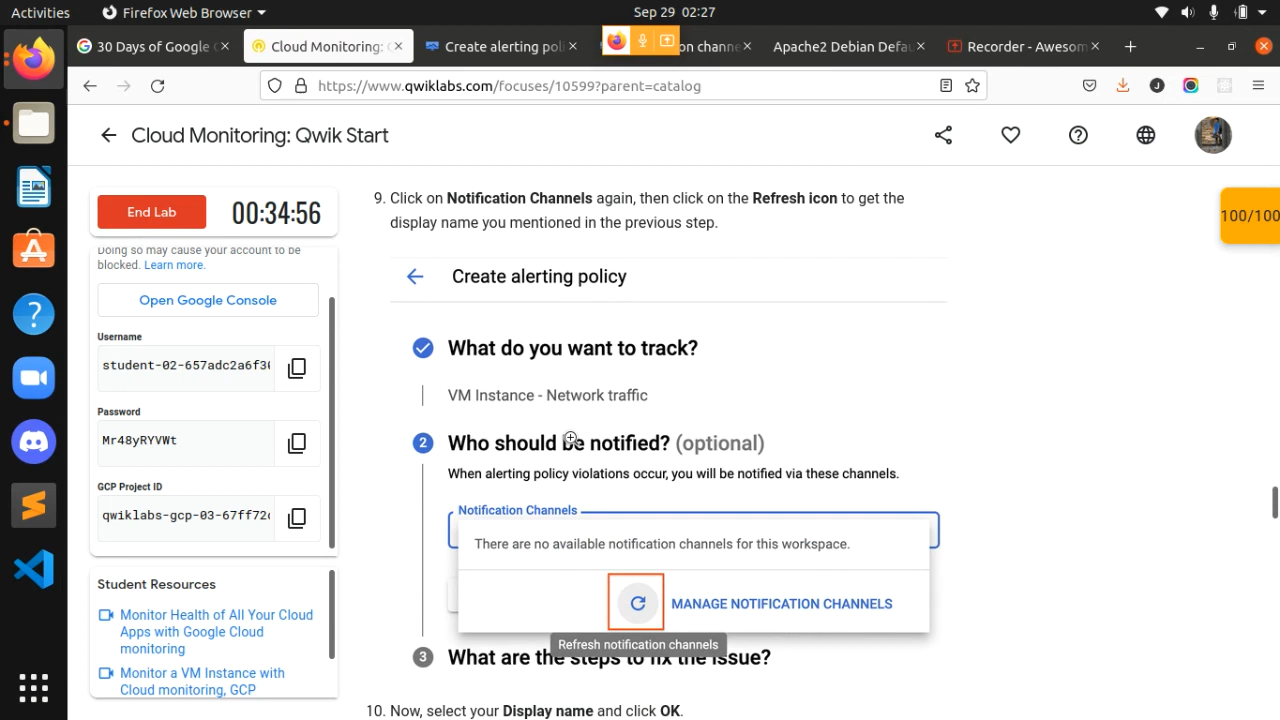 Activities
Firefox Web Browser
Sep 29 02:27
30 Days of Google C
Cloud Monitoring: Q
Create alerting poli
on channe
Apache2 Debian Defau
Recorder - Awesom
https://www.qwiklabs.com/focuses/10599?parent=catalog
Cloud Monitoring: Qwik Start
End Lab
00:34:56
Doing so may cause your account to be
blocked. Learn more.
Open Google Console
Username
student-02-657adc2a6f30
Password
Mr48yRYVWt
GCP Project ID
qwiklabs-gcp-03-67ff72c
Student Resources
Monitor Health of All Your Cloud
Apps with Google Cloud
monitoring
Monitor a VM Instance with
Cloud monitoring, GCP
9. Click on Notification Channels again, then click on the Refresh icon to get the
display name you mentioned in the previous step.
100/100
Create alerting policy
What do you want to track?
VM Instance - Network traffic
2 Who should be notified? (optional)
When alerting policy violations occur, you will be notified via these channels.
Notification Channels
There are no available notification channels for this workspace.
MANAGE NOTIFICATION CHANNELS
Refresh notification channels
3 What are the steps to fix the issue?
10. Now, select your Display name and click OK.